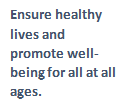 Ensure healthy
lives and
promote well-
being for all at all
ages.